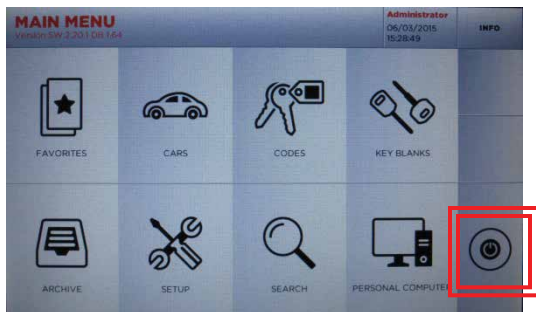 MAIN MENU
Version SW 2.20.1 DB 1.64
Administrator
06/03/2015
15:28:49
INFO
FAVORITES
CARS
CODES
KEY BLANKS
ARCHIVE
SETUP
SEARCH
PERSONAL COMPUTER